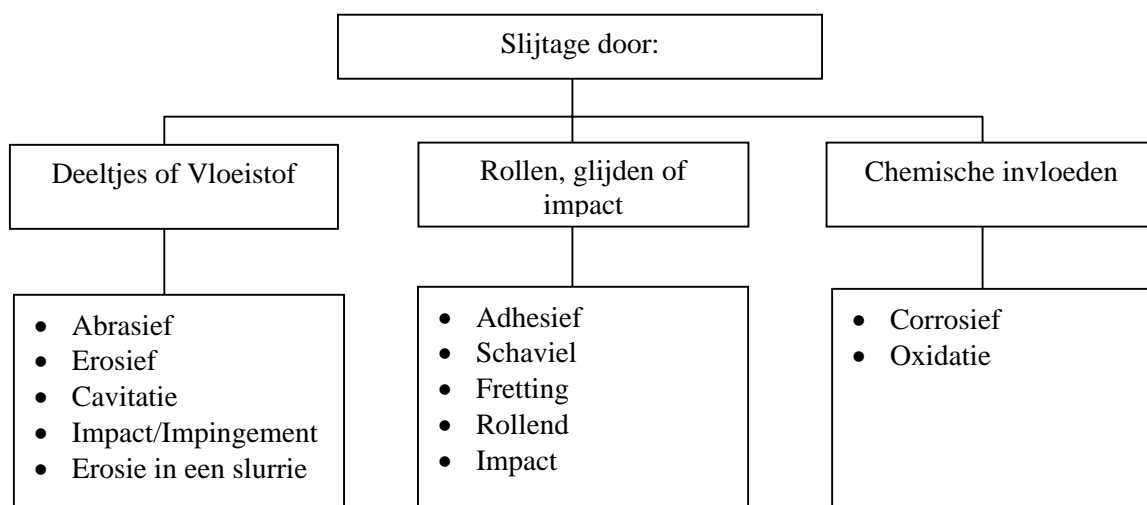 Slijtage door:
Deeltjes of Vloeistof
Rollen, glijden of
impact
Chemische invloeden
• Abrasief
• Erosief
• Cavitatie
• Impact/Impingement
• Erosie in een slurrie
• Adhesief
• Schaviel
• Fretting
• Rollend
• Impact
• Corrosief
• Oxidatie